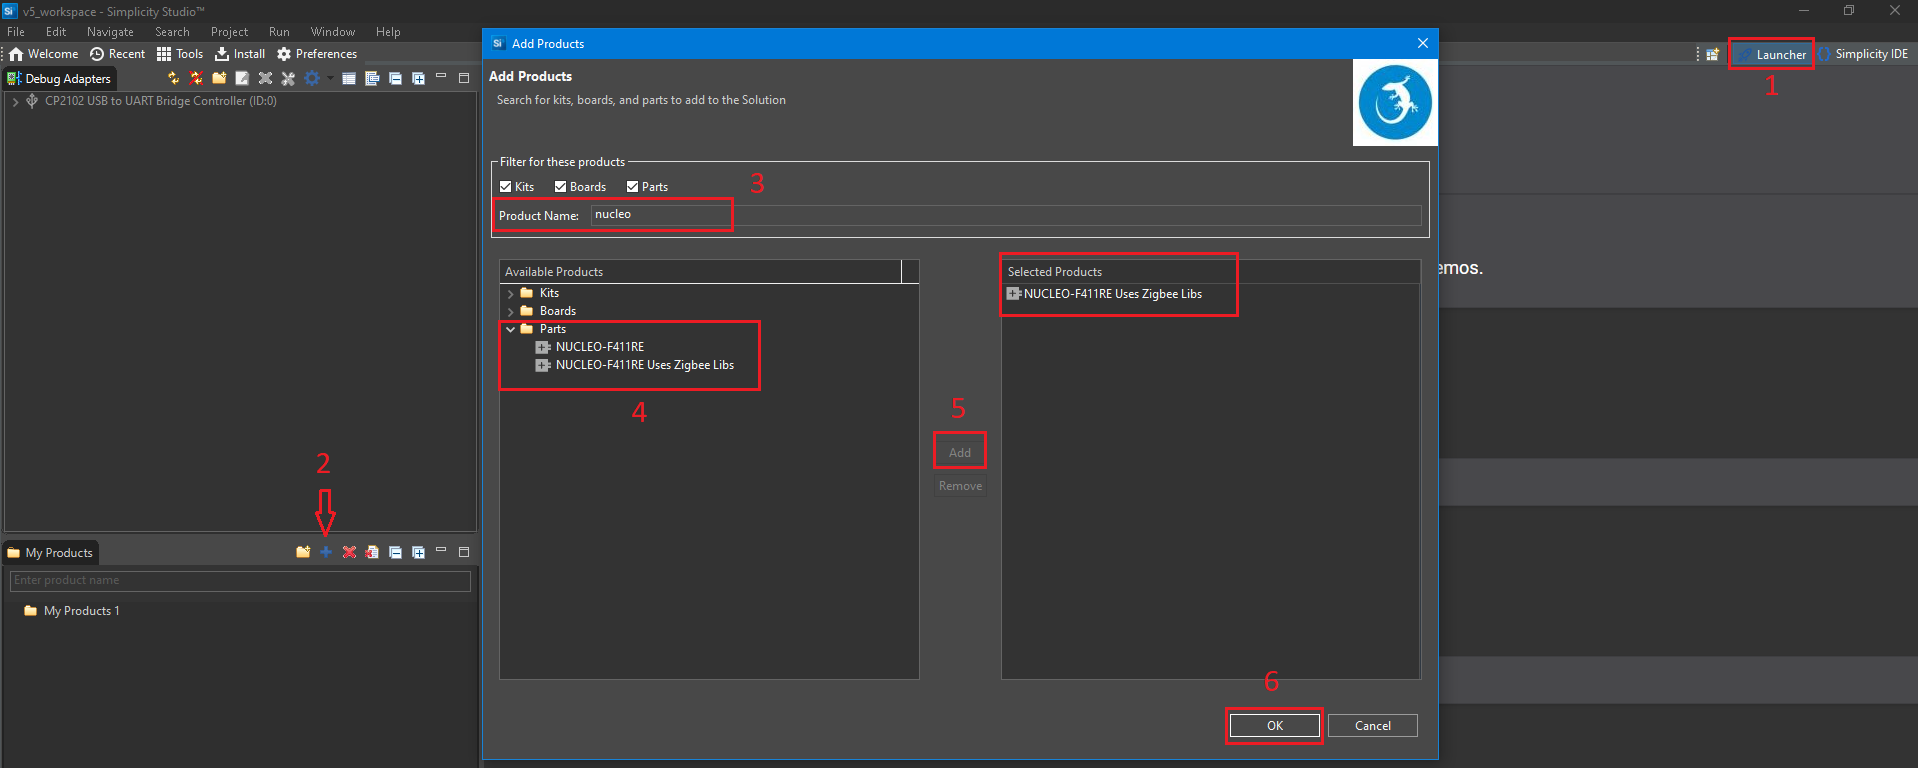 Si v5_workspace - Simplicity Studio™
File Edit Navigate Search Project Run Window Help
Welcome Recent Tools Install Preferences
Launcher Simplicity IDE
1
Debug Adapters
CP2102 USB to UART Bridge Controller (ID:0)
2
My Products
Enter product name
My Products 1
Si Add Products
Add Products
Search for kits, boards, and parts to add to the Solution
Filter for these products
Kits Boards Parts
3
Product Name: nucleo
Available Products
Kits
Boards
Parts
NUCLEO-F411RE
NUCLEO-F411RE Uses Zigbee Libs
4
5
Add
Remove
Selected Products
NUCLEO-F411RE Uses Zigbee Libs
6
OK Cancel
emos.